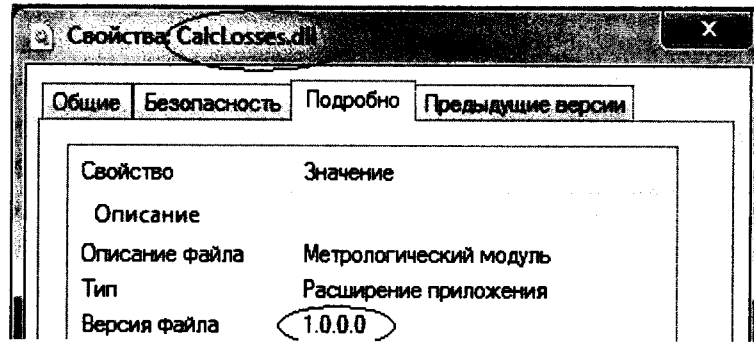 Свойства: CalcLosses.dll
X
Общие Безопасность Подробно Предыдущие версии
Свойство Значение
Описание
Описание файла Метрологический модуль
Тип Расширение приложения
Версия файла 1.0.0.0